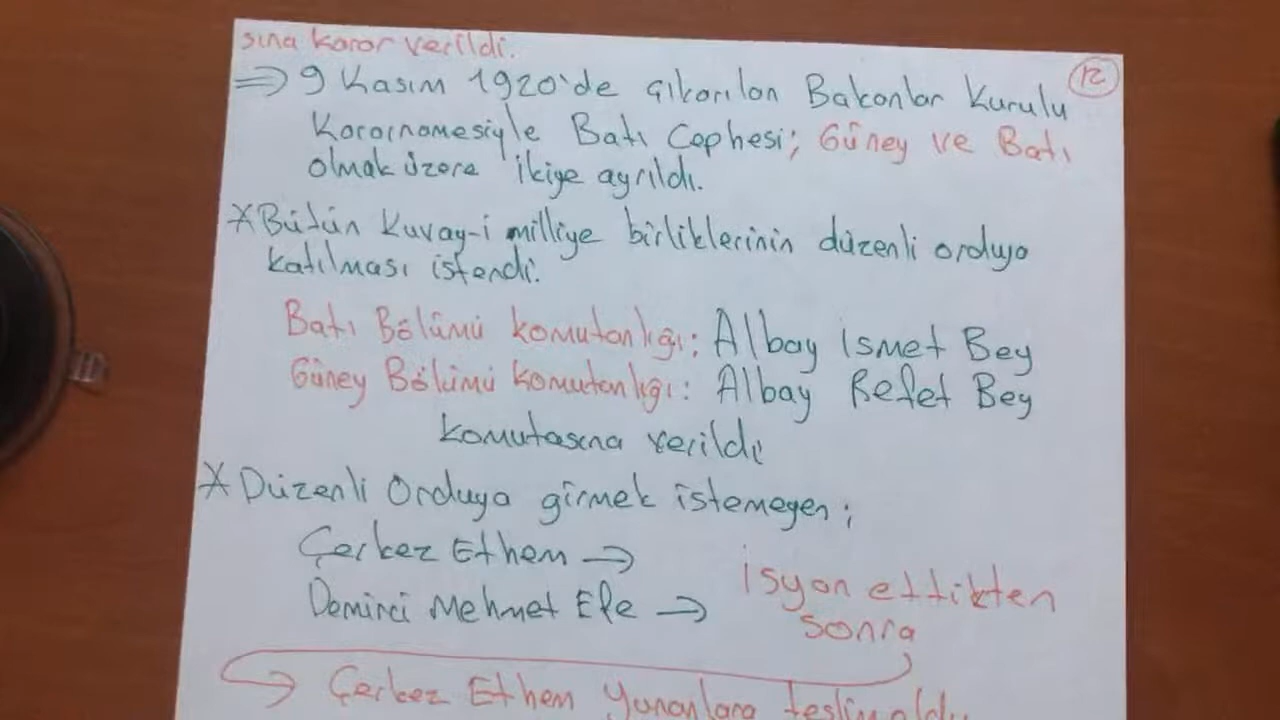 sına karar verildi.
12
⇒ 9 Kasım 1920'de çıkarılan Bakanlar Kurulu
Kararnamesiyle Batı Cephesi; Güney ve Batı
olmak üzere ikiye ayrıldı.
* Bütün Kuvay-i milliye birliklerinin düzenli orduya
katılması istendi.
Batı Bölümü komutanlığı: Albay ismet Bey
Güney Bölümü komutanlığı: Albay Refet Bey
komutasına verildi
* Düzenli Orduya girmek istemeyen;
Çerkez Ethem →
Demirci Mehmet Efe → isyan ettikten
sonra
→ Çerkez Ethem Yunanlara teslim oldu